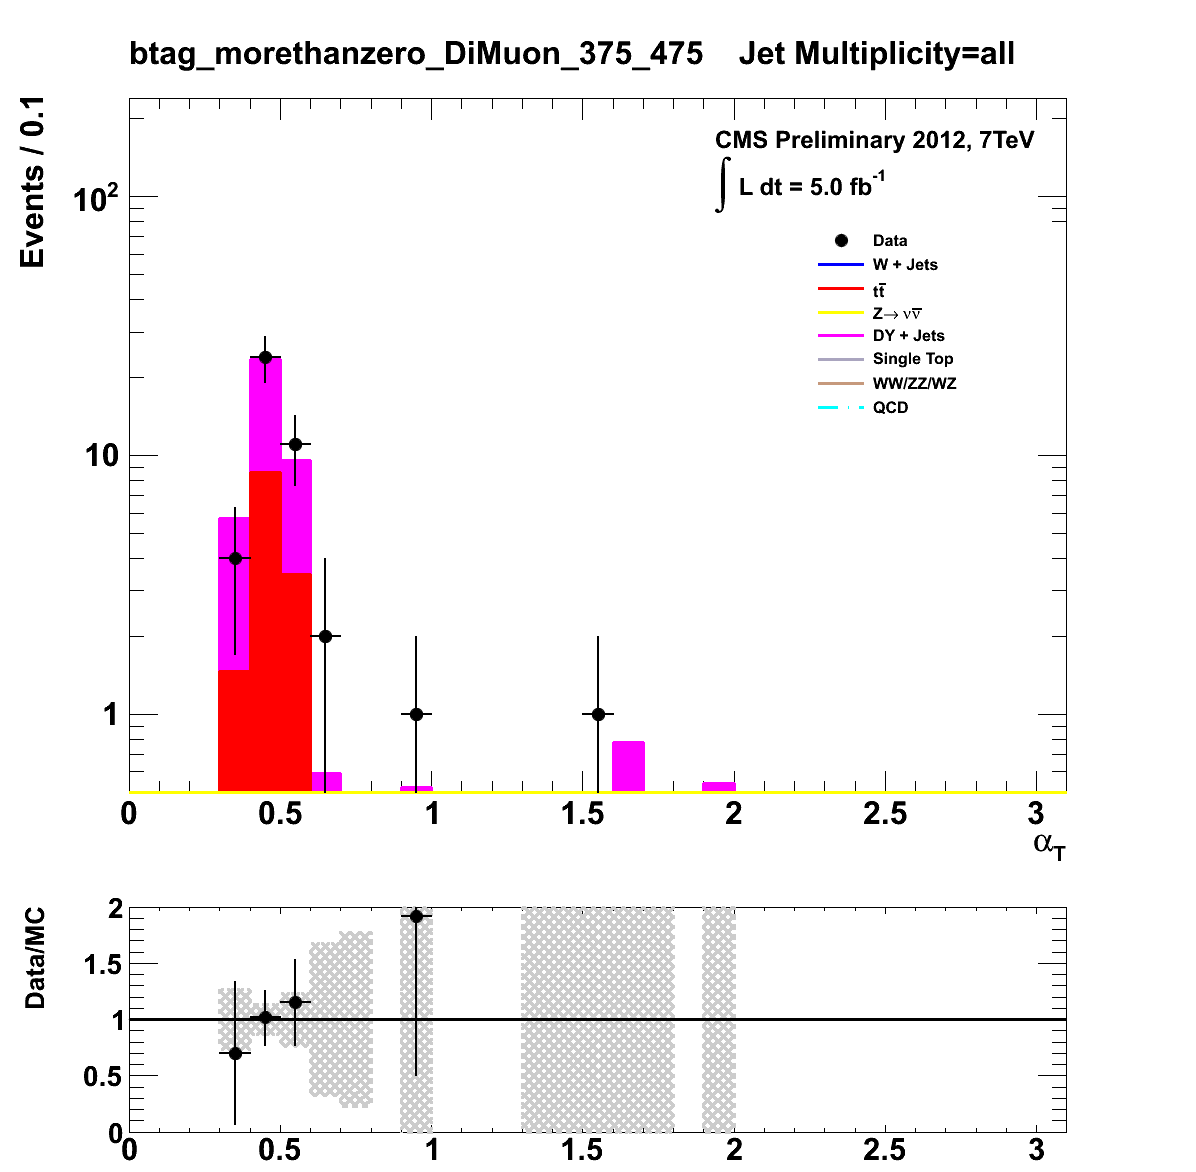 btag_morethanzero_DiMuon_375_475 Jet Multiplicity=all
Events / 0.1
CMS Preliminary 2012, 7TeV
∫ L dt = 5.0 fb⁻¹
Data
W + Jets
tt̅
Z→ νν̅
DY + Jets
Single Top
WW/ZZ/WZ
QCD
10²
10
1
0 0.5 1 1.5 2 2.5 3
α_T
Data/MC
2
1.5
1
0.5
0
0 0.5 1 1.5 2 2.5 3